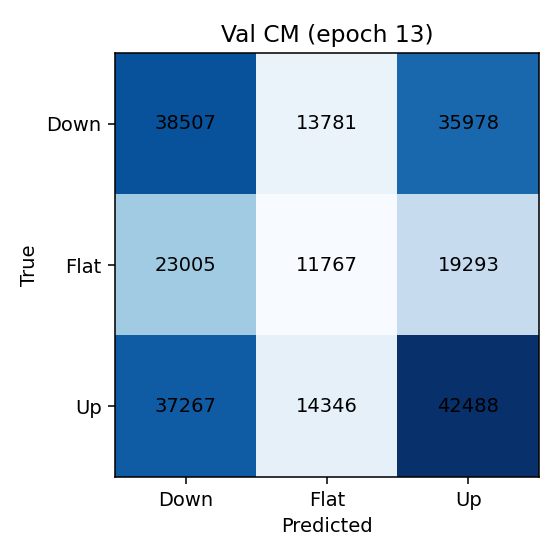 Val CM (epoch 13)
Down 38507 13781 35978
Flat 23005 11767 19293
True
Up 37267 14346 42488
Down Flat Up
Predicted